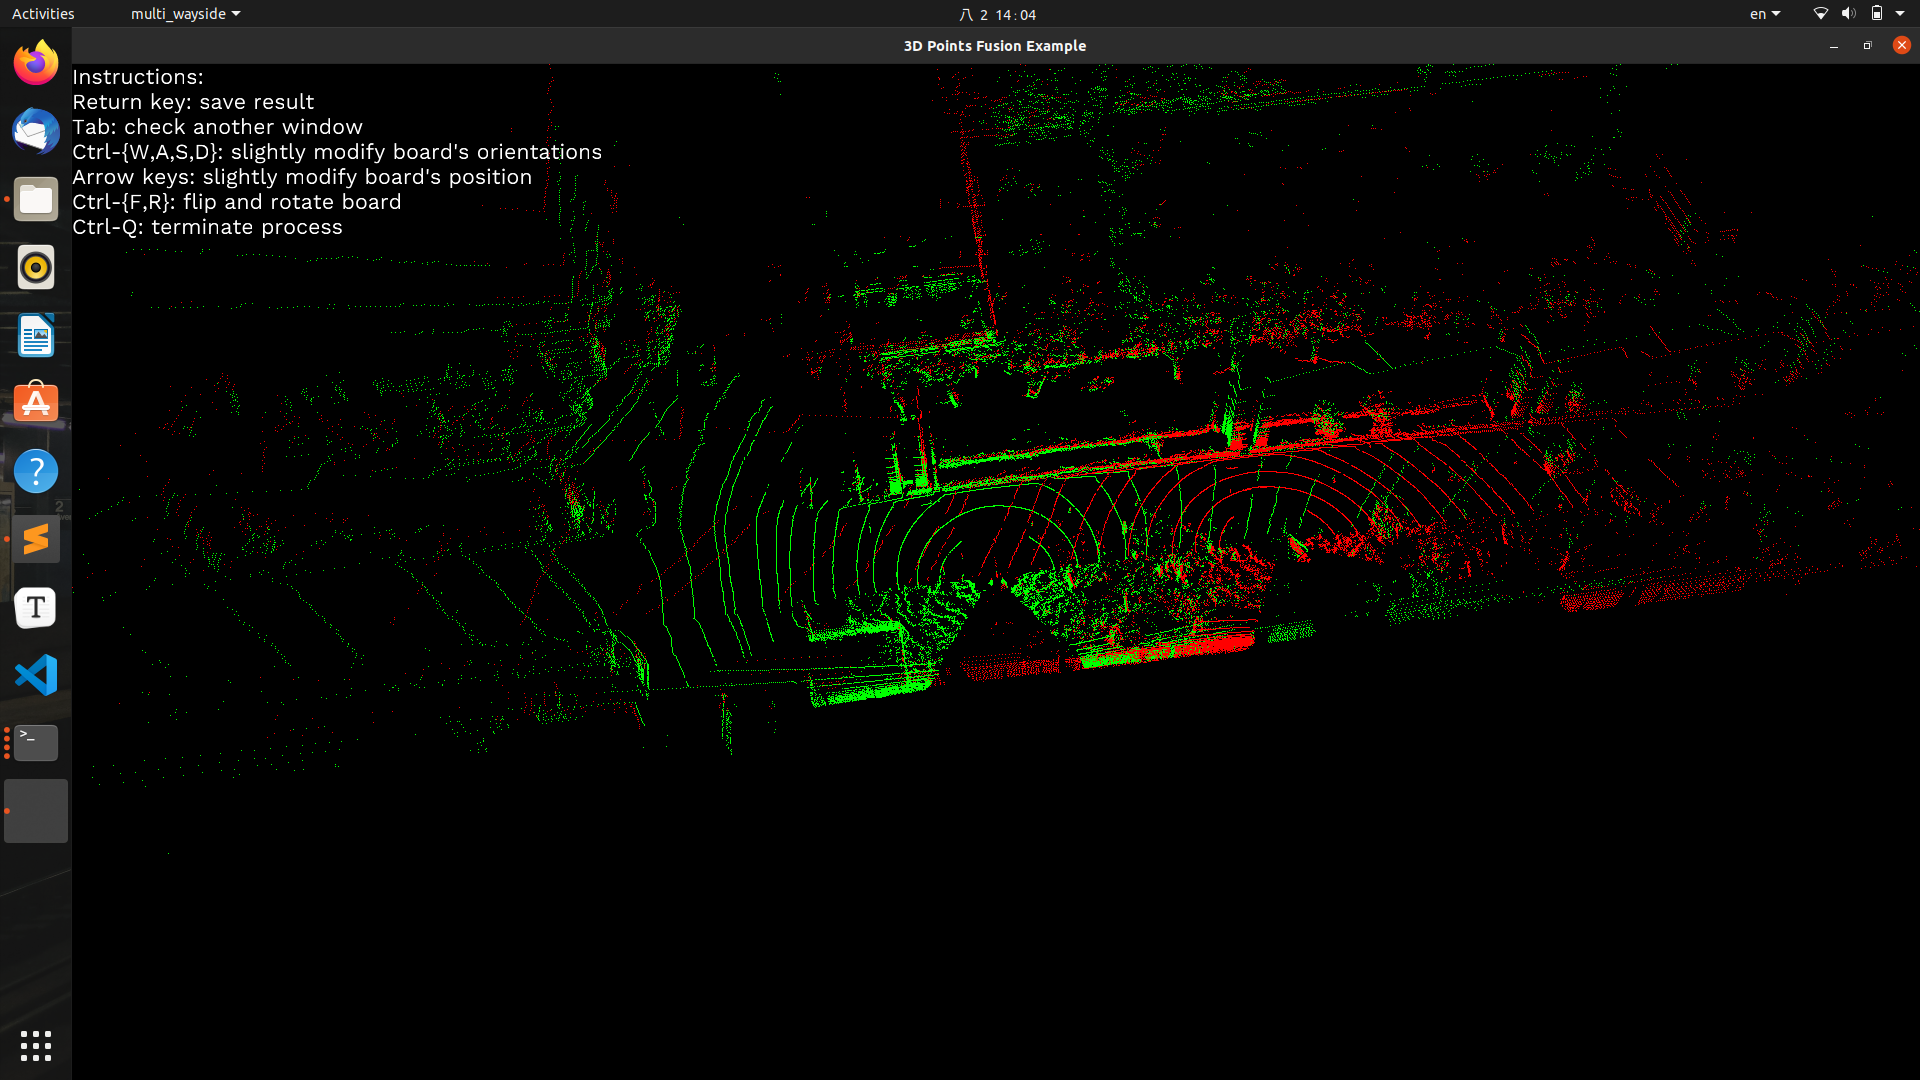 Activities
multi_wayside
八 2 14:04
en
3D Points Fusion Example
Instructions:
Return key: save result
Tab: check another window
Ctrl-{W,A,S,D}: slightly modify board's orientations
Arrow keys: slightly modify board's position
Ctrl-{F,R}: flip and rotate board
Ctrl-Q: terminate process